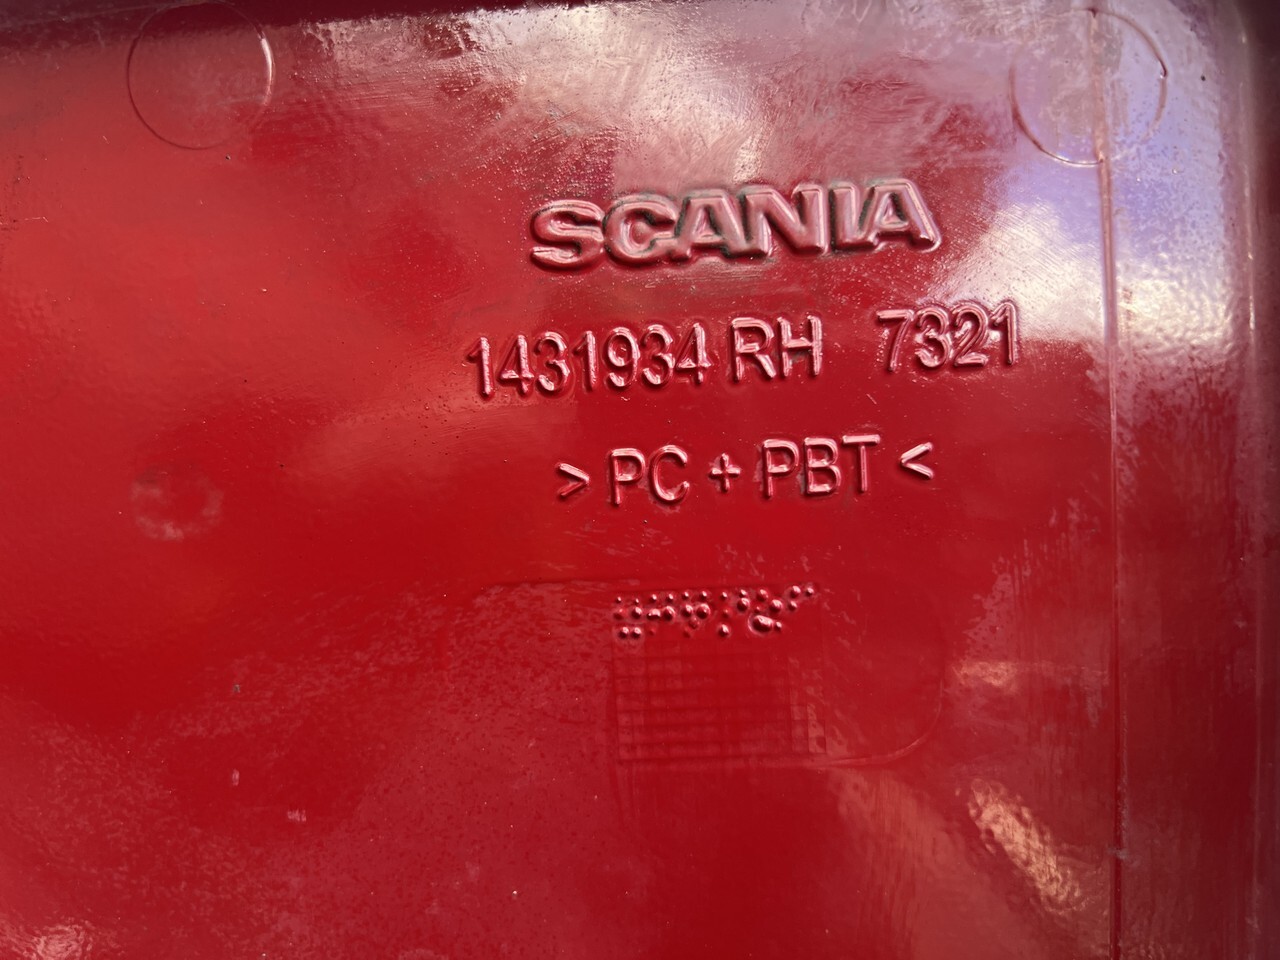 SCANIA
1431934 RH 7321
> PC + PBT <